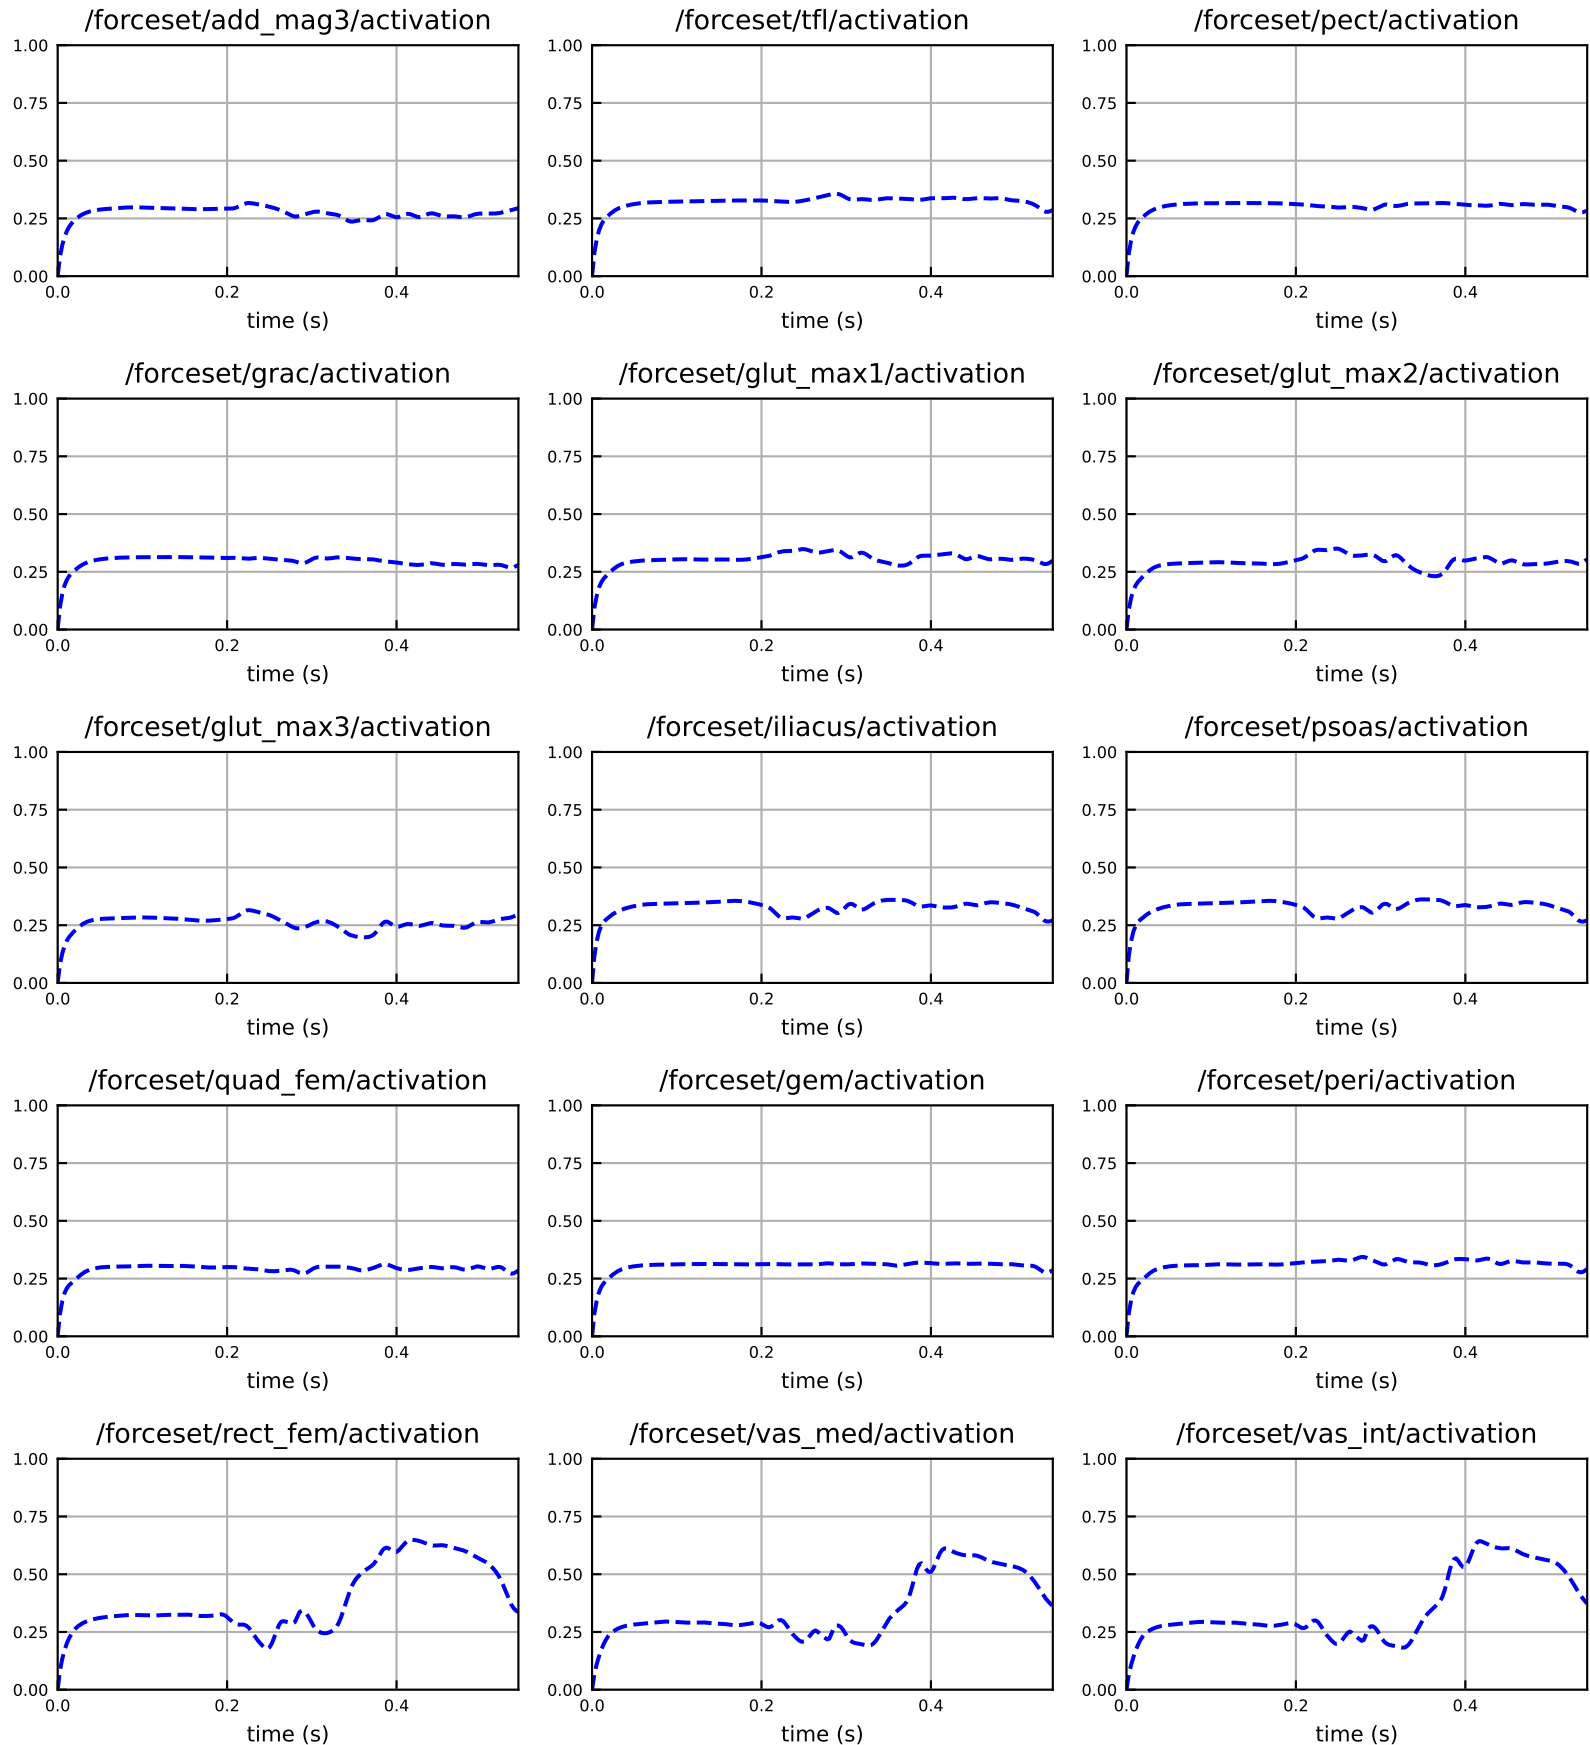 /forceset/add_mag3/activation /forceset/tfl/activation /forceset/pect/activation
1.00 1.00 1.00
0.75 0.75 0.75
0.50 0.50 0.50
0.25 0.25 0.25
0.00 0.00 0.00
0.0 0.2 0.4 0.0 0.2 0.4 0.0 0.2 0.4
time (s) time (s) time (s)
/forceset/grac/activation /forceset/glut_max1/activation /forceset/glut_max2/activation
1.00 1.00 1.00
0.75 0.75 0.75
0.50 0.50 0.50
0.25 0.25 0.25
0.00 0.00 0.00
0.0 0.2 0.4 0.0 0.2 0.4 0.0 0.2 0.4
time (s) time (s) time (s)
/forceset/glut_max3/activation /forceset/iliacus/activation /forceset/psoas/activation
1.00 1.00 1.00
0.75 0.75 0.75
0.50 0.50 0.50
0.25 0.25 0.25
0.00 0.00 0.00
0.0 0.2 0.4 0.0 0.2 0.4 0.0 0.2 0.4
time (s) time (s) time (s)
/forceset/quad_fem/activation /forceset/gem/activation /forceset/peri/activation
1.00 1.00 1.00
0.75 0.75 0.75
0.50 0.50 0.50
0.25 0.25 0.25
0.00 0.00 0.00
0.0 0.2 0.4 0.0 0.2 0.4 0.0 0.2 0.4
time (s) time (s) time (s)
/forceset/rect_fem/activation /forceset/vas_med/activation /forceset/vas_int/activation
1.00 1.00 1.00
0.75 0.75 0.75
0.50 0.50 0.50
0.25 0.25 0.25
0.00 0.00 0.00
0.0 0.2 0.4 0.0 0.2 0.4 0.0 0.2 0.4
time (s) time (s) time (s)